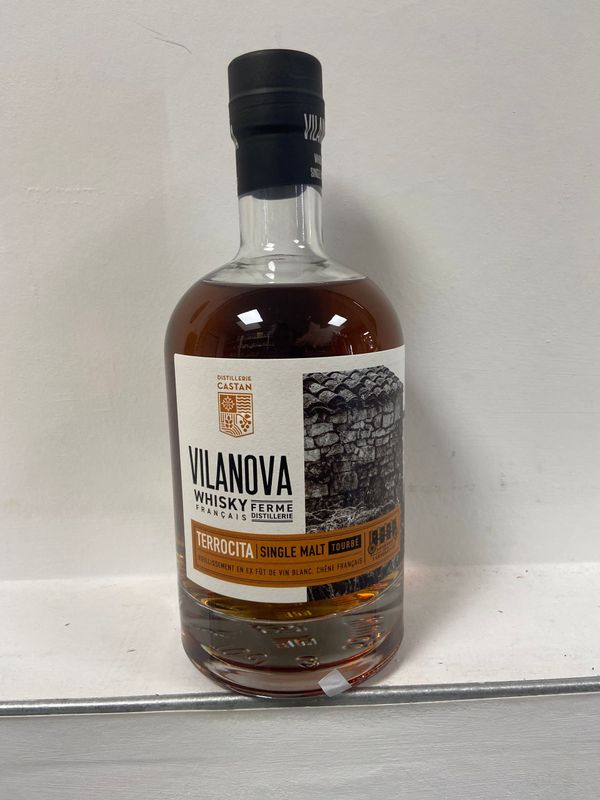 DISTILLERIE
CASTAN
VILANOVA
WHISKY
FRANÇAIS
FERME
DISTILLERIE
TERROCITA SINGLE MALT TOURBÉ
VIEILLISSEMENT EN EX FÛT DE VIN BLANC, CHÊNE FRANÇAIS